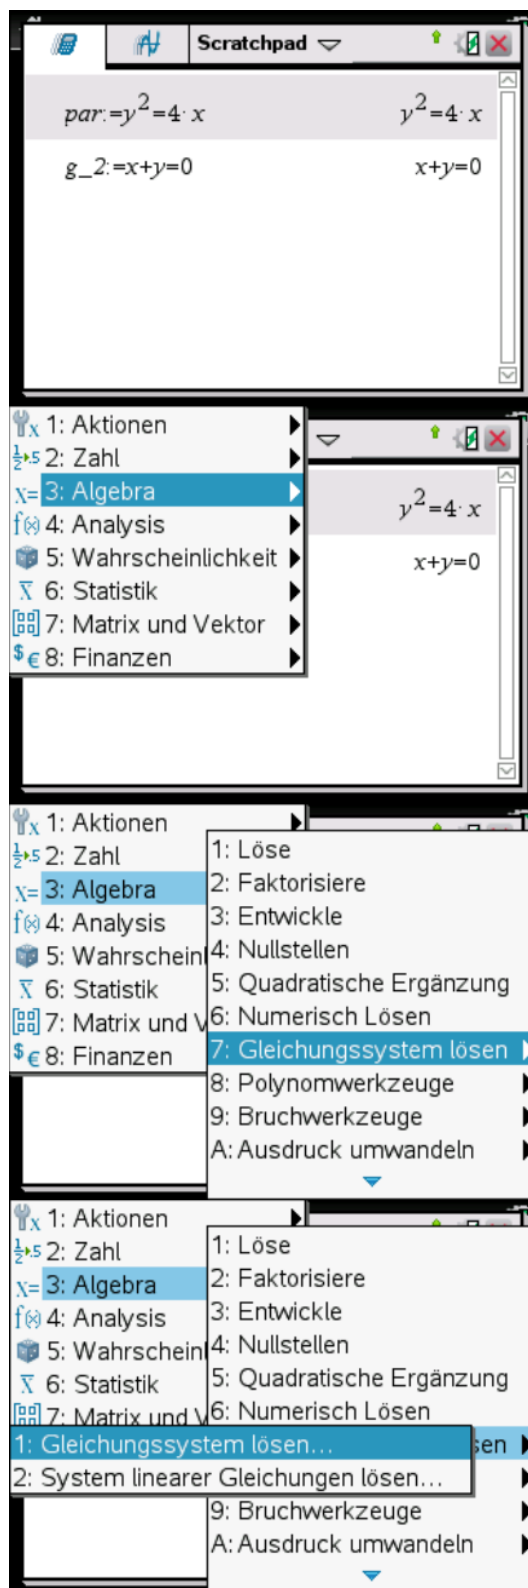 Scratchpad
par:=y²=4· x y²=4· x
g_2:=x+y=0 x+y=0
1: Aktionen
2: Zahl
3: Algebra
4: Analysis
5: Wahrscheinlichkeit
6: Statistik
7: Matrix und Vektor
8: Finanzen
y²=4· x
x+y=0
1: Aktionen
2: Zahl
3: Algebra
4: Analysis
5: Wahrschein
6: Statistik
7: Matrix und V
8: Finanzen
1: Löse
2: Faktorisiere
3: Entwickle
4: Nullstellen
5: Quadratische Ergänzung
6: Numerisch Lösen
7: Gleichungssystem lösen
8: Polynomwerkzeuge
9: Bruchwerkzeuge
A: Ausdruck umwandeln
1: Aktionen
2: Zahl
3: Algebra
4: Analysis
5: Wahrschein
6: Statistik
7: Matrix und V
1: Löse
2: Faktorisiere
3: Entwickle
4: Nullstellen
5: Quadratische Ergänzung
6: Numerisch Lösen
sen
1: Gleichungssystem lösen...
2: System linearer Gleichungen lösen...
9: Bruchwerkzeuge
A: Ausdruck umwandeln